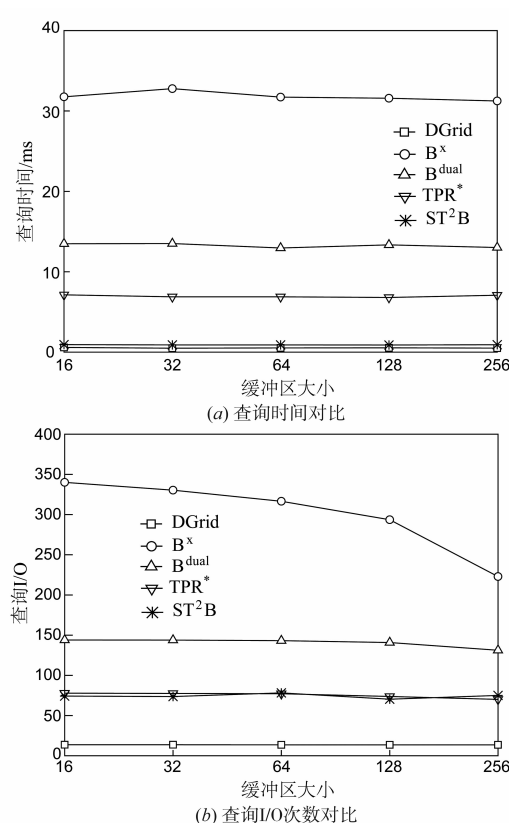 40
30
20
10
0
查询时间/ms
DGrid
Bˣ
B^dual
TPR*
ST²B
16 32 64 128 256
缓冲区大小
(a) 查询时间对比
400
350
300
250
200
150
100
50
0
查询I/O
DGrid
Bˣ
B^dual
TPR*
ST²B
16 32 64 128 256
缓冲区大小
(b) 查询I/O次数对比